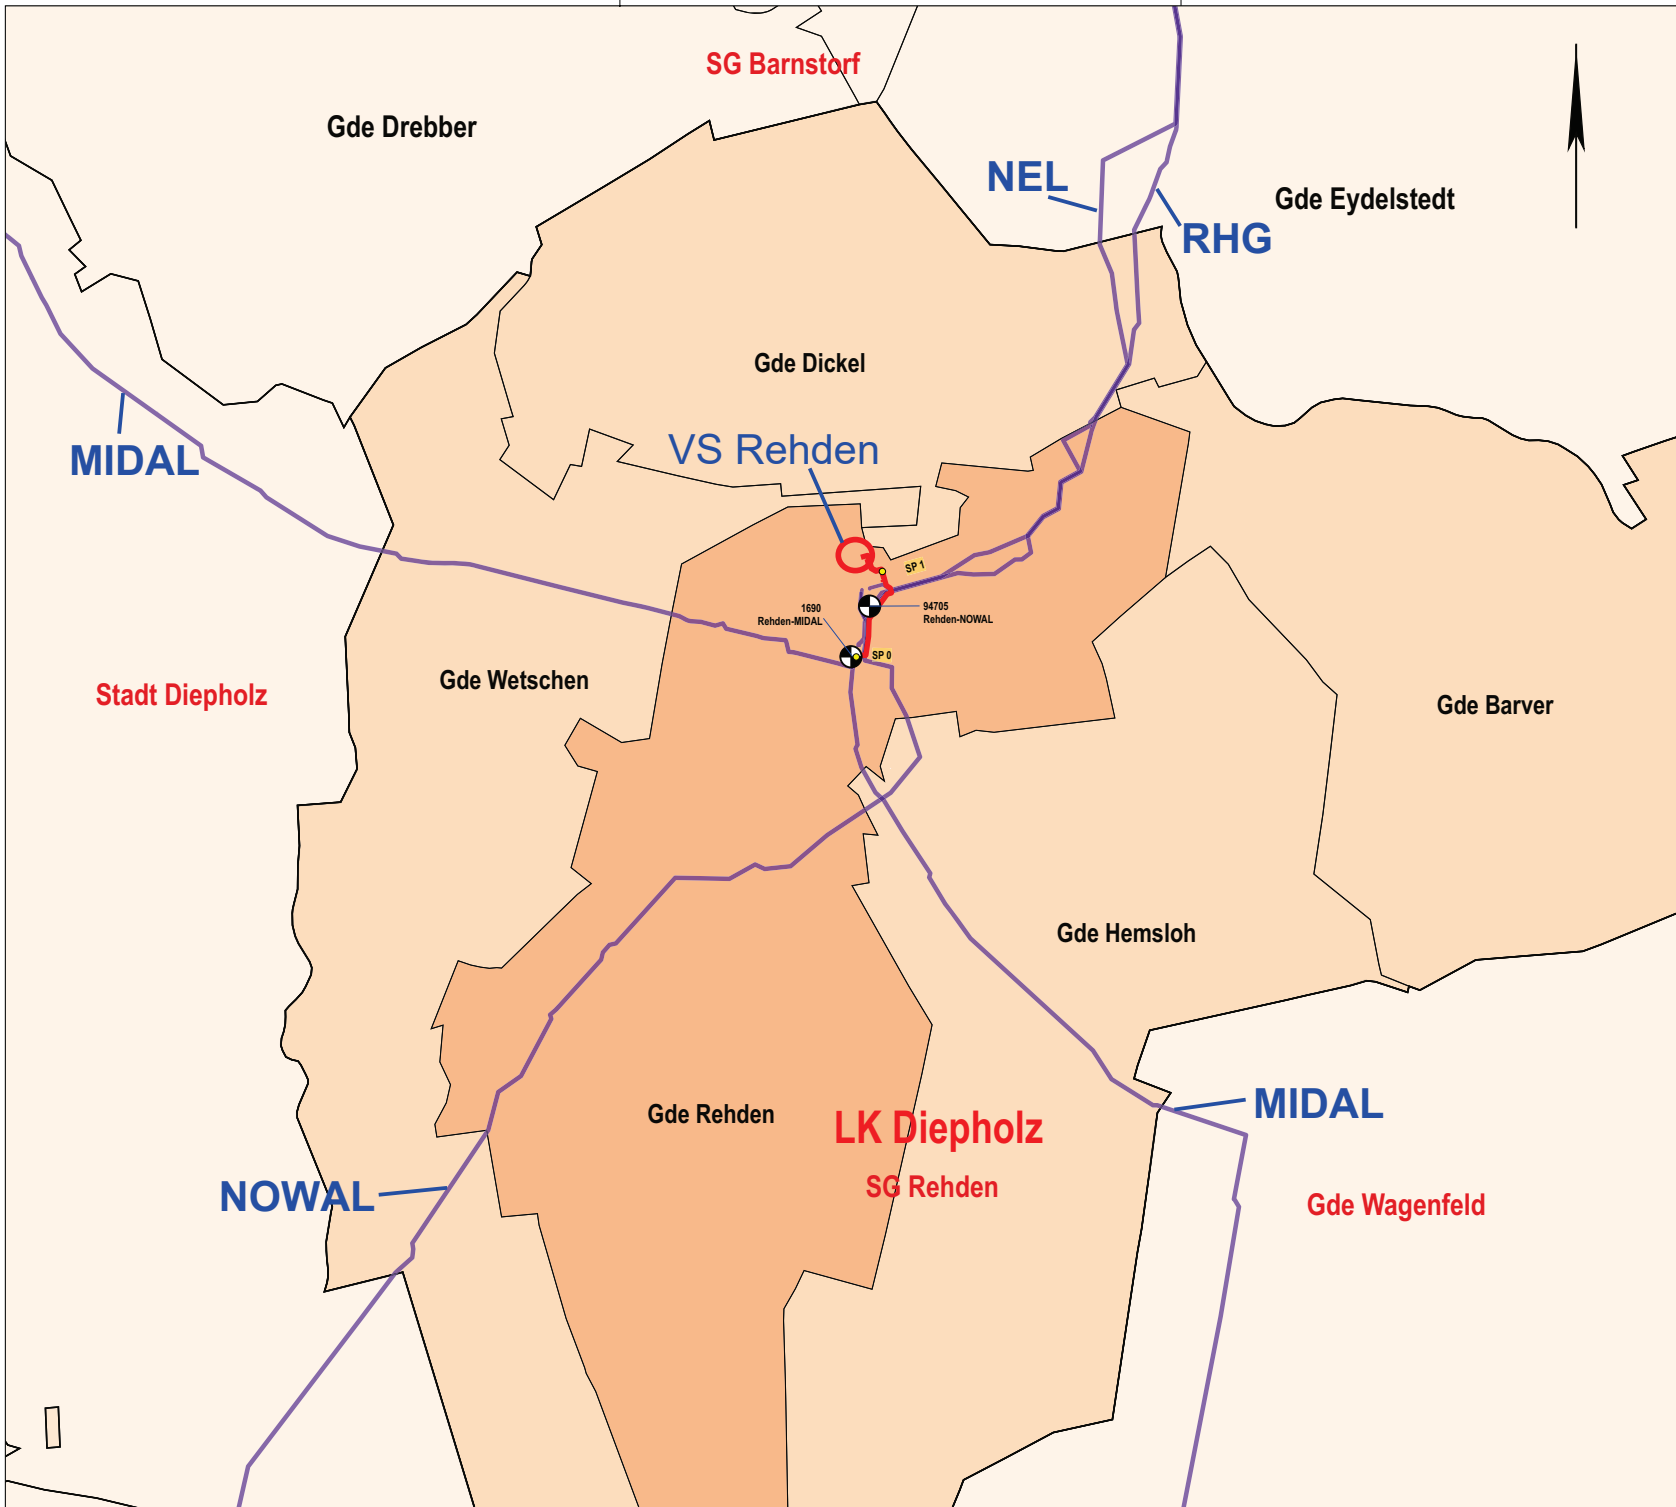 SG Barnstorf
Gde Drebber
NEL
Gde Eydelstedt
RHG
Gde Dickel
MIDAL
VS Rehden
SP 1
1690
Rehden-MIDAL
94705
Rehden-NOWAL
SP 0
Gde Wetschen
Stadt Diepholz
Gde Barver
Gde Hemsloh
Gde Rehden
LK Diepholz
MIDAL
SG Rehden
NOWAL
Gde Wagenfeld